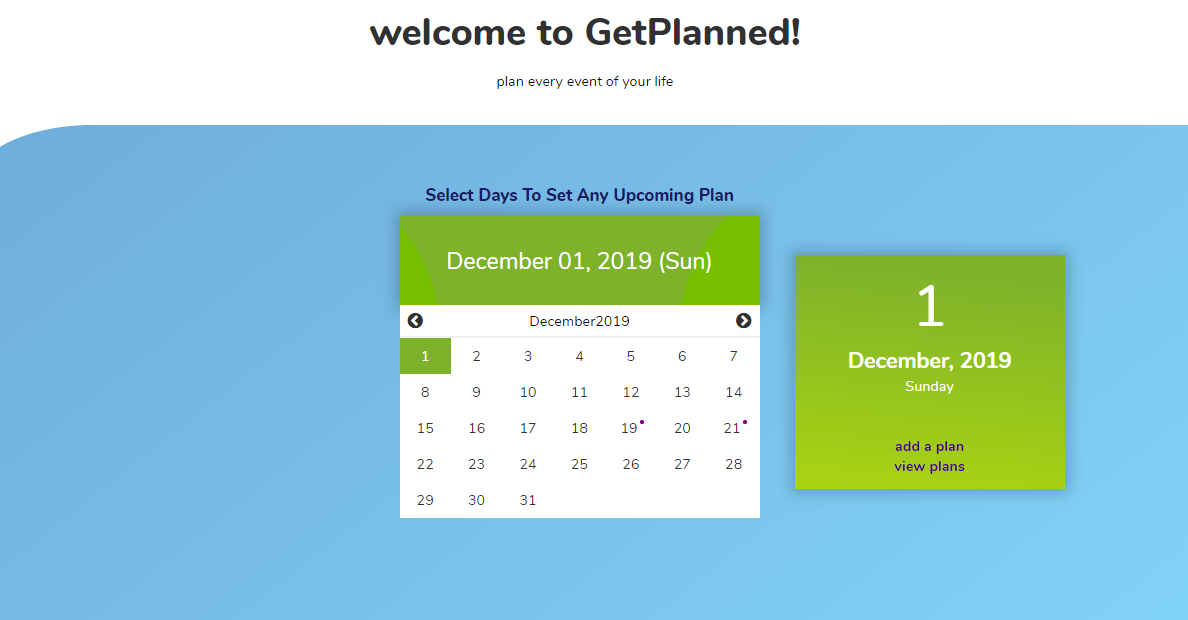 welcome to GetPlanned!
plan every event of your life
Select Days To Set Any Upcoming Plan
December 01, 2019 (Sun)
December2019
1 2 3 4 5 6 7
8 9 10 11 12 13 14
15 16 17 18 19 20 21
22 23 24 25 26 27 28
29 30 31
1
December, 2019
Sunday
add a plan
view plans